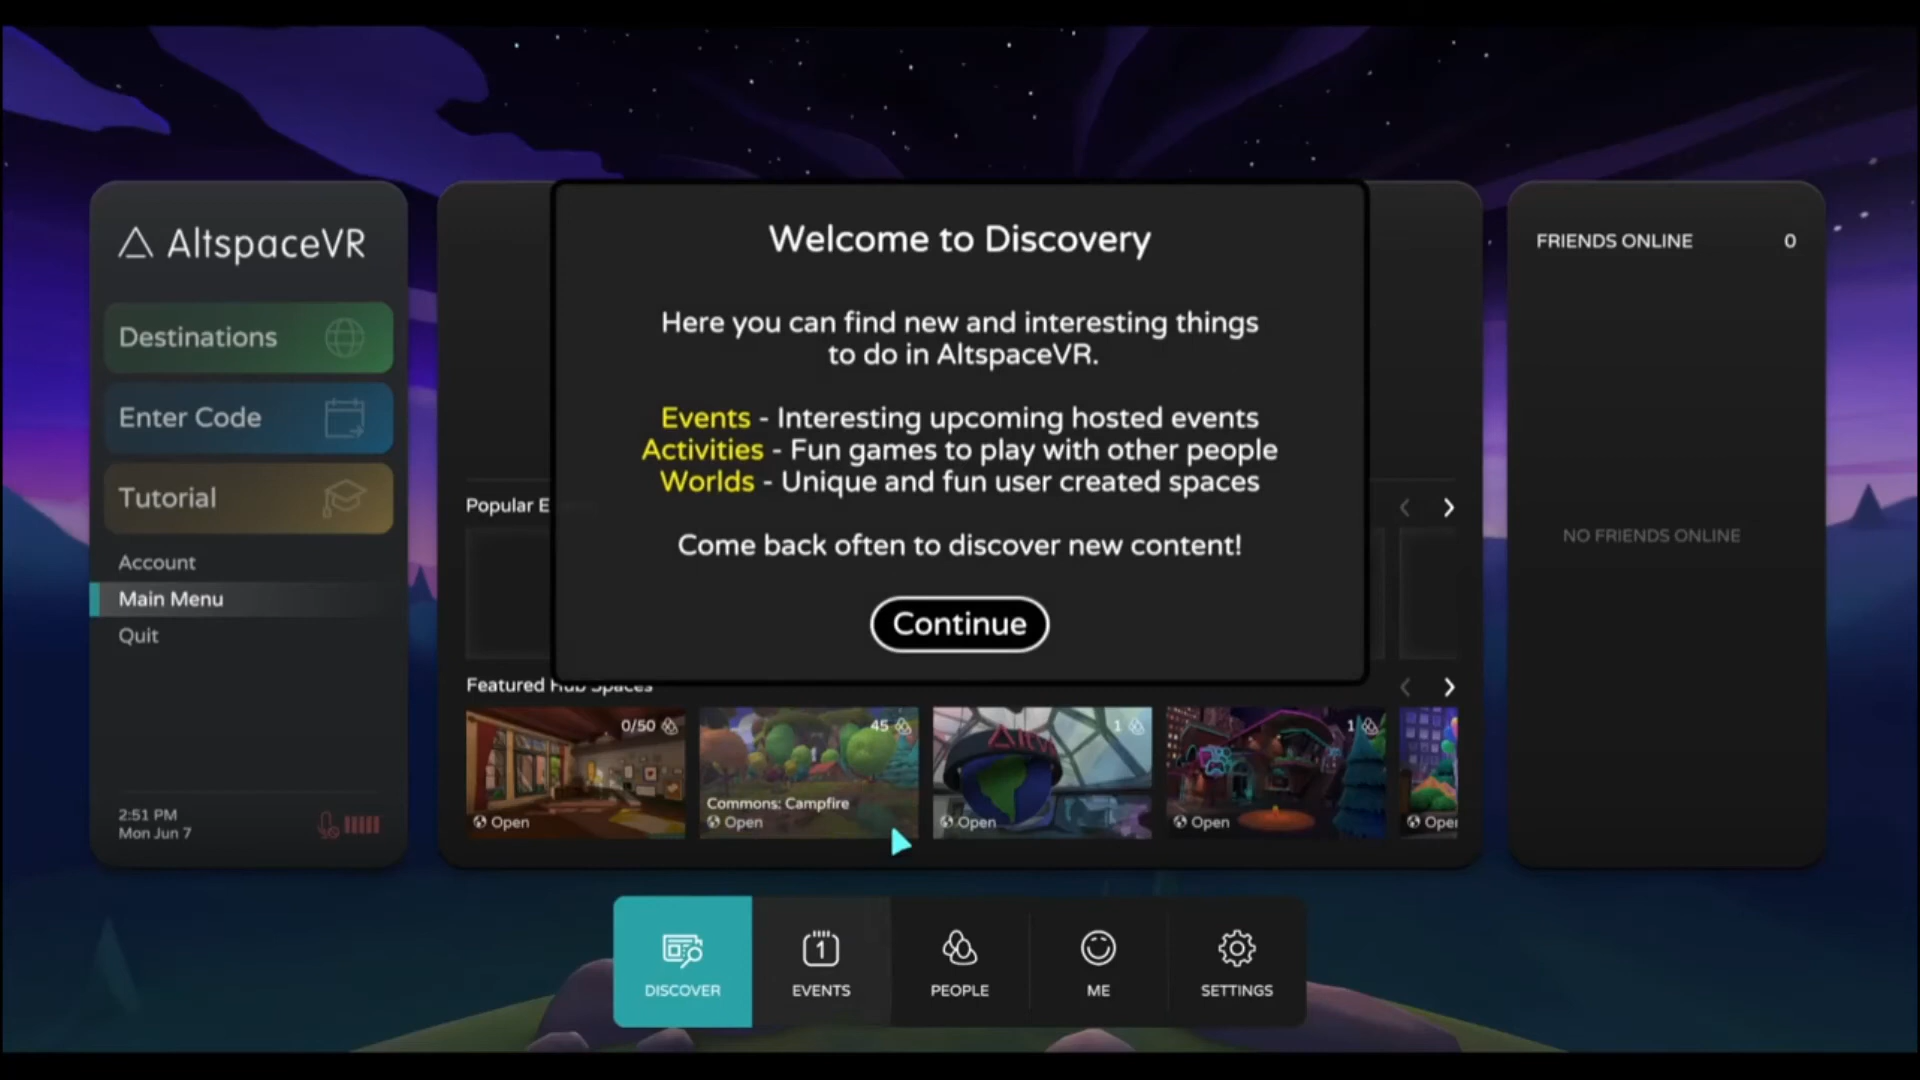 AltspaceVR
Destinations
Enter Code
Tutorial
Account
Main Menu
Quit
2:51 PM
Mon Jun 7
Welcome to Discovery
Here you can find new and interesting things
to do in AltspaceVR.
Events - Interesting upcoming hosted events
Activities - Fun games to play with other people
Worlds - Unique and fun user created spaces
Come back often to discover new content!
Continue
Popular E
Featured Hub Spaces
0/50
Open
45
Commons: Campfire
Open
1
Open
1
Open
Oper
FRIENDS ONLINE 0
NO FRIENDS ONLINE
DISCOVER
1
EVENTS
PEOPLE
ME
SETTINGS